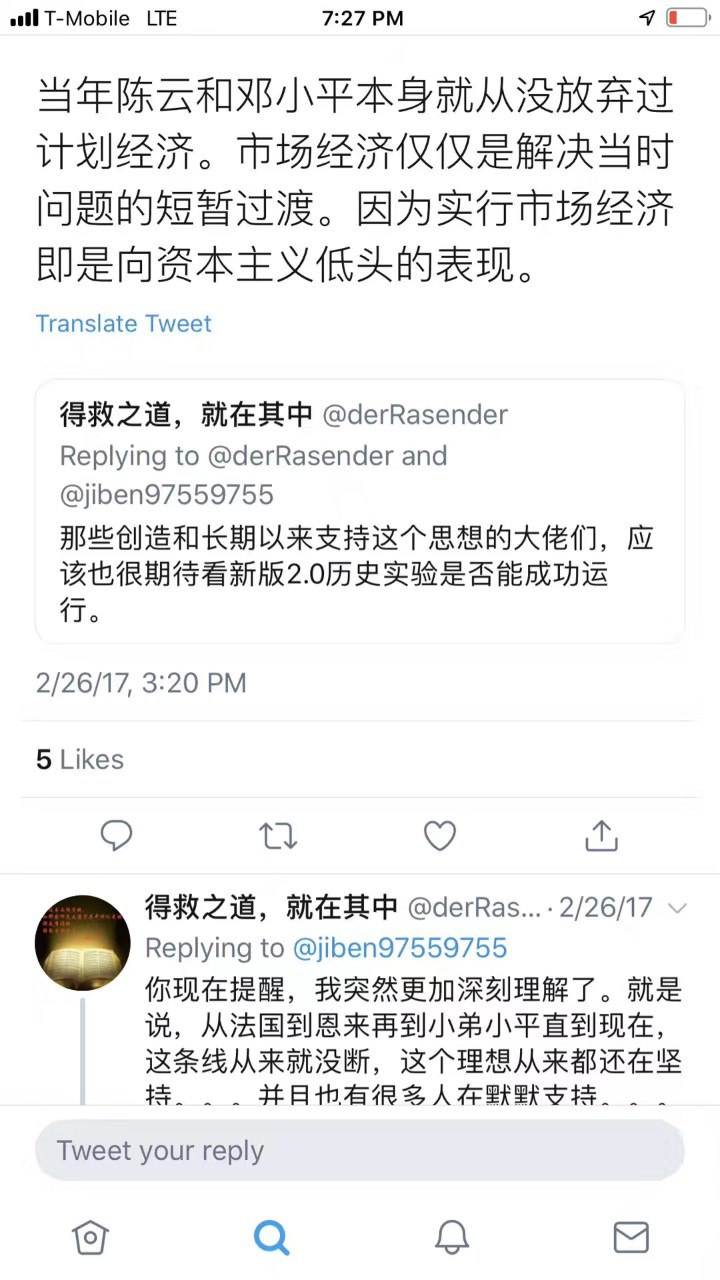 T-Mobile LTE 7:27 PM
当年陈云和邓小平本身就从没放弃过
计划经济。市场经济仅仅是解决当时
问题的短暂过渡。因为实行市场经济
即是向资本主义低头的表现。
Translate Tweet
得救之道，就在其中 @derRasender
Replying to @derRasender and
@jiben97559755
那些创造和长期以来支持这个思想的大佬们，应
该也很期待看新版2.0历史实验是否能成功运
行。
2/26/17, 3:20 PM
5 Likes
得救之道，就在其中 @derRas... · 2/26/17
Replying to @jiben97559755
你现在提醒，我突然更加深刻理解了。就是
说，从法国到恩来再到小弟小平直到现在，
这条线从来就没断，这个理想从来都还在坚
持。。。并且也有很多人在默默支持。。。
Tweet your reply